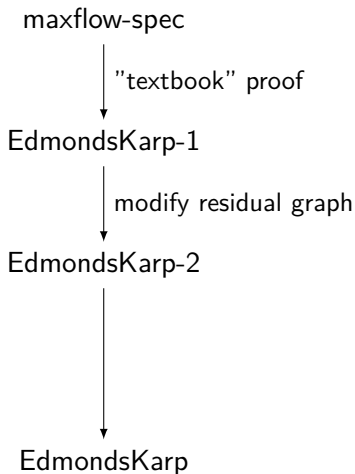 maxflow-spec
”textbook” proof
EdmondsKarp-1
modify residual graph
EdmondsKarp-2
EdmondsKarp